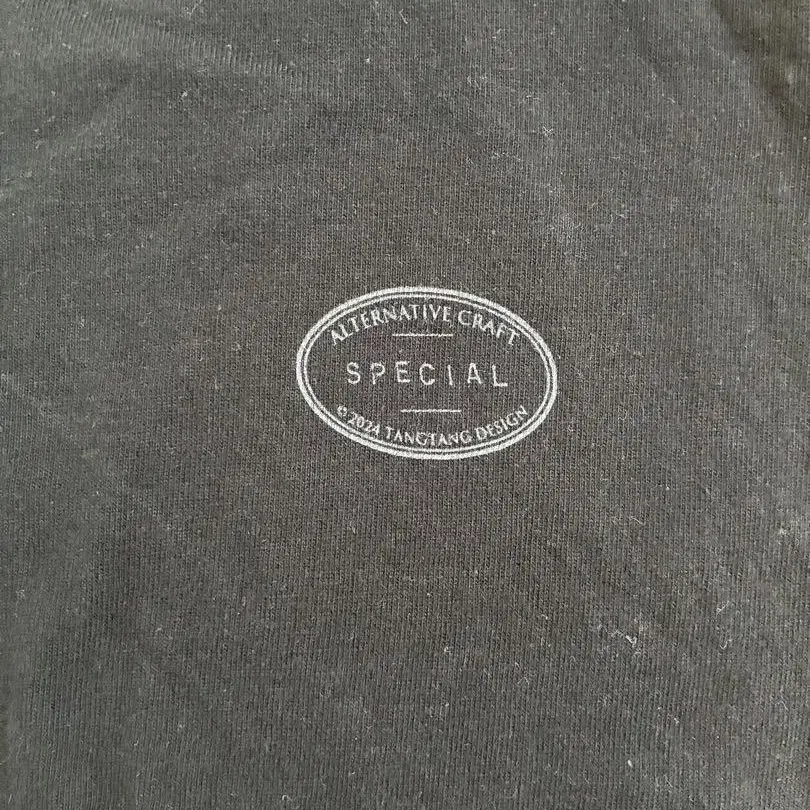 ALTERNATIVE CRAFT
SPECIAL
© 2024 TANGTANG DESIGN